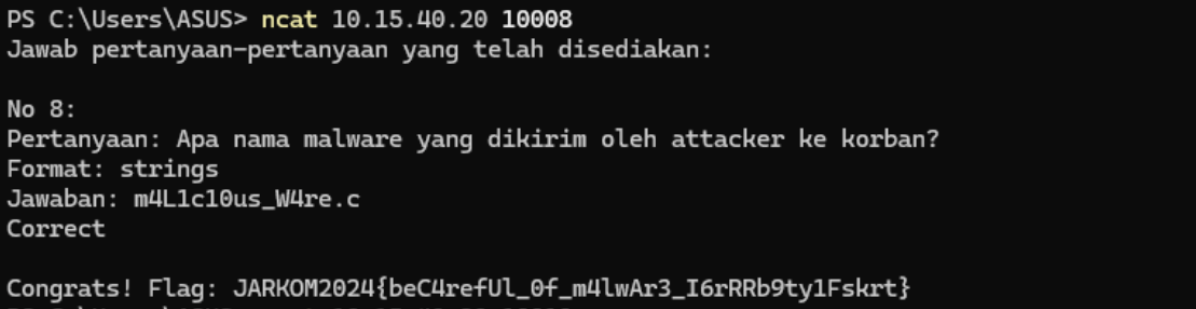 PS C:\Users\ASUS> ncat 10.15.40.20 10008
Jawab pertanyaan-pertanyaan yang telah disediakan:
No 8:
Pertanyaan: Apa nama malware yang dikirim oleh attacker ke korban?
Format: strings
Jawaban: m4L1c10us_W4re.c
Correct
Congrats! Flag: JARKOM2024{beC4refUl_0f_m4lwAr3_I6rRRb9ty1Fskrt}